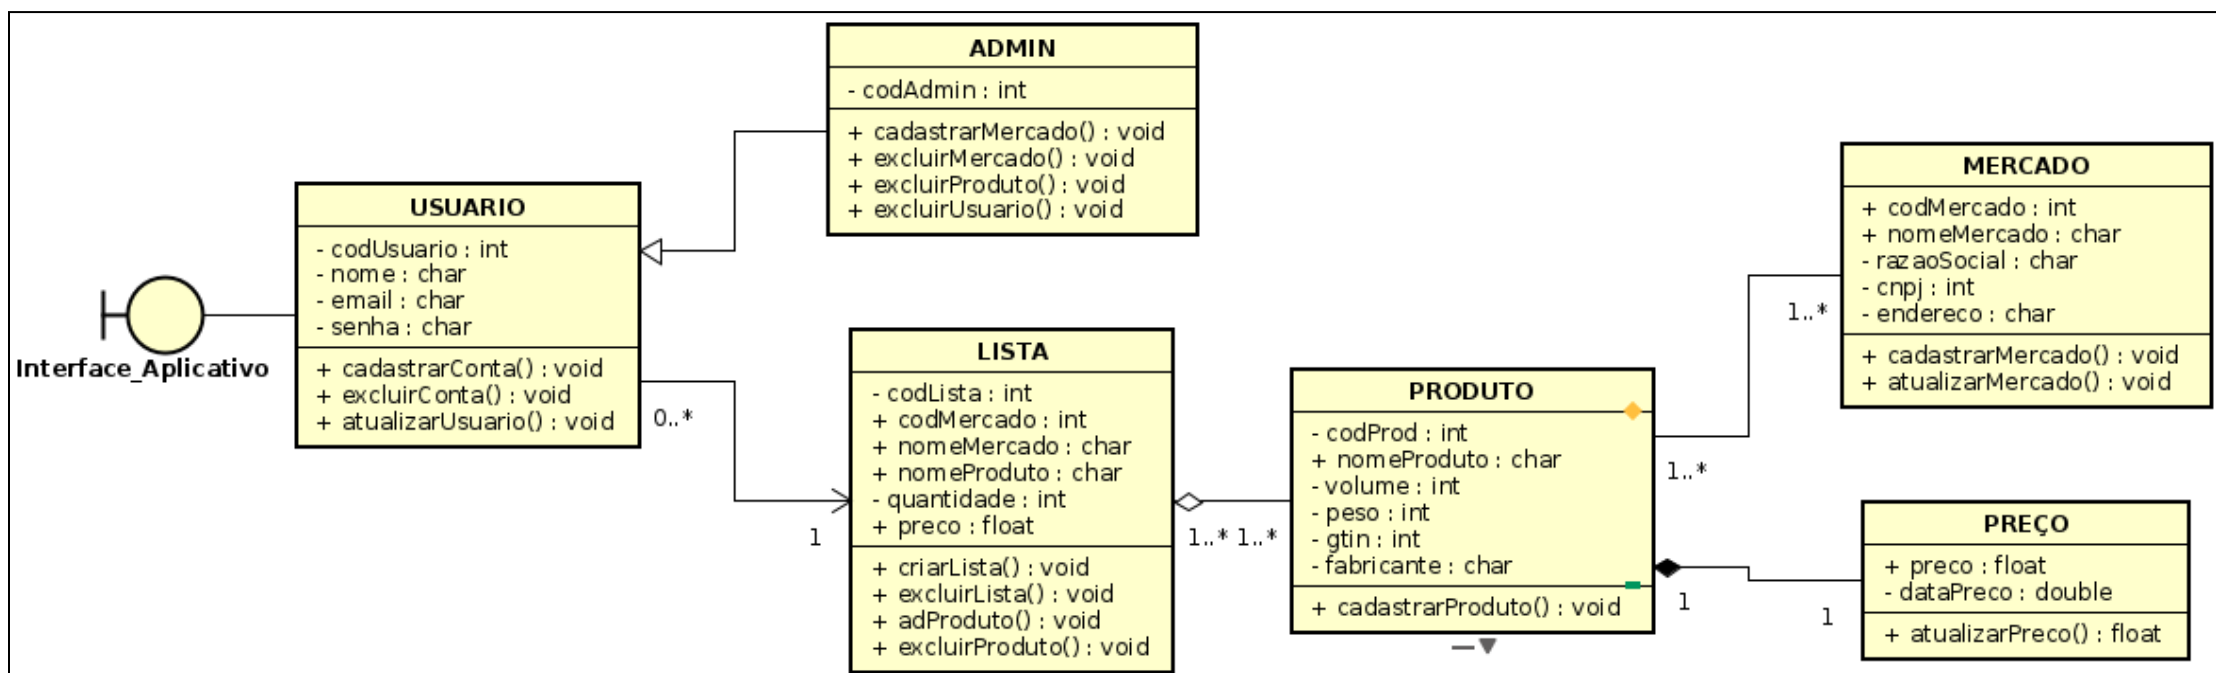 Interface_Aplicativo
USUARIO
- codUsuario : int
- nome : char
- email : char
- senha : char
+ cadastrarConta() : void
+ excluirConta() : void
+ atualizarUsuario() : void
0..*
1
ADMIN
- codAdmin : int
+ cadastrarMercado() : void
+ excluirMercado() : void
+ excluirProduto() : void
+ excluirUsuario() : void
LISTA
- codLista : int
+ codMercado : int
+ nomeMercado : char
+ nomeProduto : char
- quantidade : int
+ preco : float
+ criarLista() : void
+ excluirLista() : void
+ adProduto() : void
+ excluirProduto() : void
1..* 1..*
PRODUTO
- codProd : int
+ nomeProduto : char
- volume : int
- peso : int
- gtin : int
- fabricante : char
+ cadastrarProduto() : void
1..*
1..*
MERCADO
+ codMercado : int
+ nomeMercado : char
- razaoSocial : char
- cnpj : int
- endereco : char
+ cadastrarMercado() : void
+ atualizarMercado() : void
1
1
PREÇO
+ preco : float
- dataPreco : double
+ atualizarPreco() : float